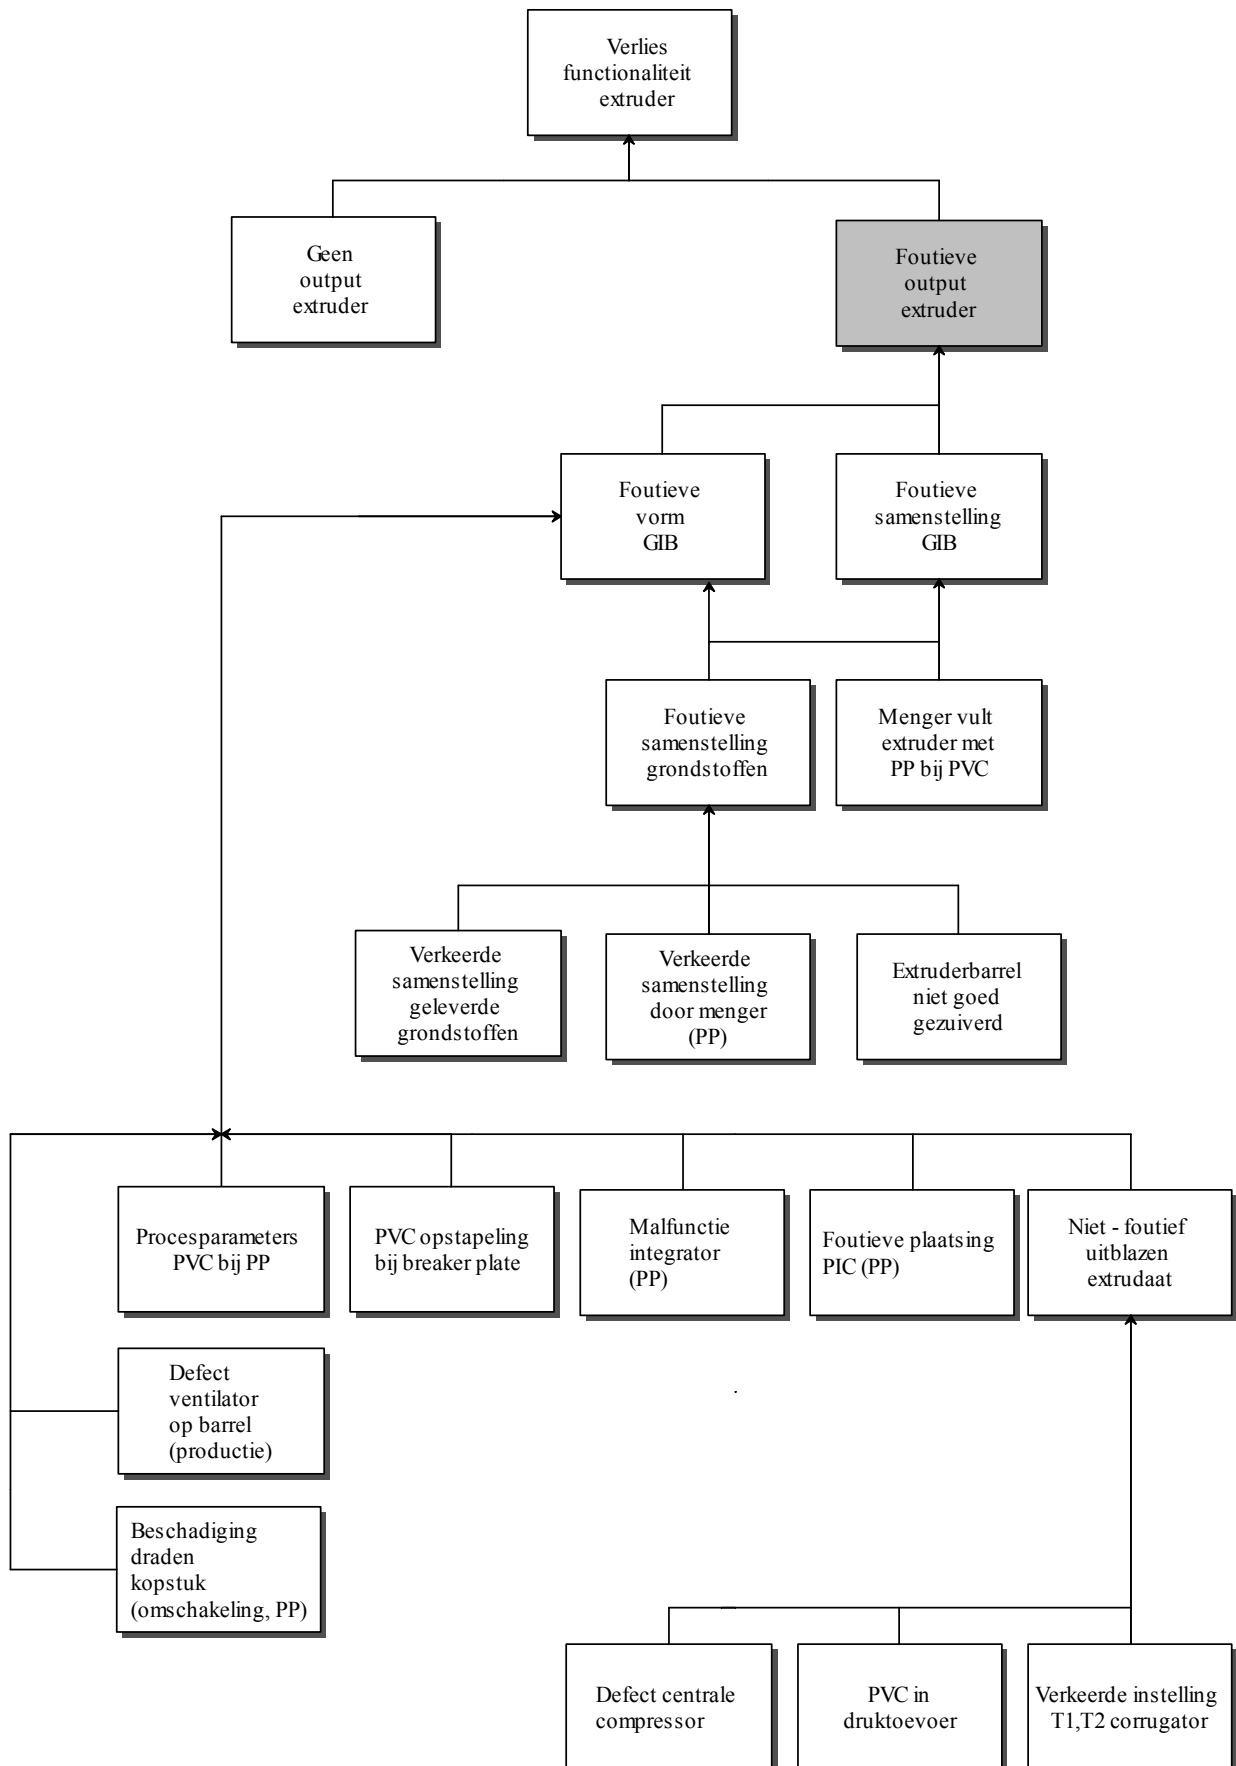 Verlies
functionaliteit
extruder
Geen
output
extruder
Foutieve
output
extruder
Foutieve
vorm
GIB
Foutieve
samenstelling
GIB
Foutieve
samenstelling
grondstoffen
Menger vult
extruder met
PP bij PVC
Verkeerde
samenstelling
geleverde
grondstoffen
Verkeerde
samenstelling
door menger
(PP)
Extruderbarrel
niet goed
gezuiverd
Procesparameters
PVC bij PP
PVC opstapeling
bij breaker plate
Malfunctie
integrator
(PP)
Foutieve plaatsing
PIC (PP)
Niet - foutief
uitblazen
extrudaat
Defect
ventilator
op barrel
(productie)
Beschadiging
draden
kopstuk
(omschakeling, PP)
Defect centrale
compressor
PVC in
druktoevoer
Verkeerde instelling
T1,T2 corrugator